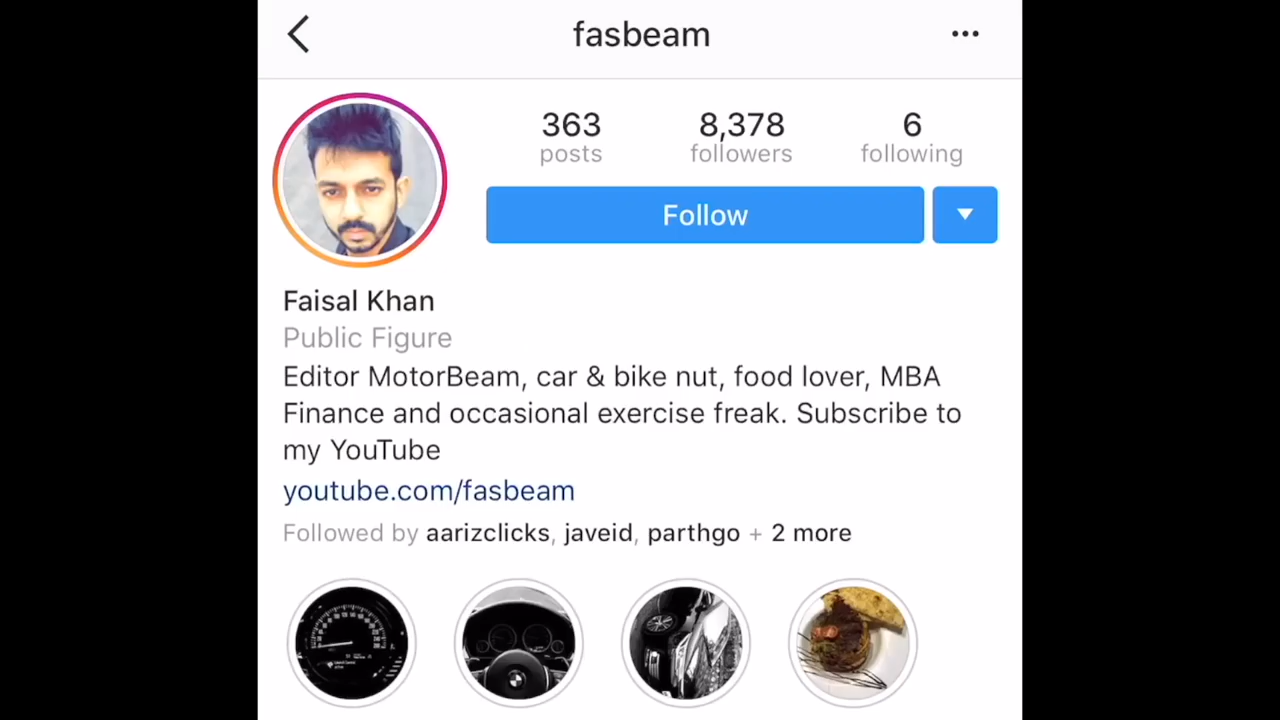 fasbeam
363 8,378 6
posts followers following
Follow
Faisal Khan
Public Figure
Editor MotorBeam, car & bike nut, food lover, MBA
Finance and occasional exercise freak. Subscribe to
my YouTube
youtube.com/fasbeam
Followed by aarizclicks, javeid, parthgo + 2 more